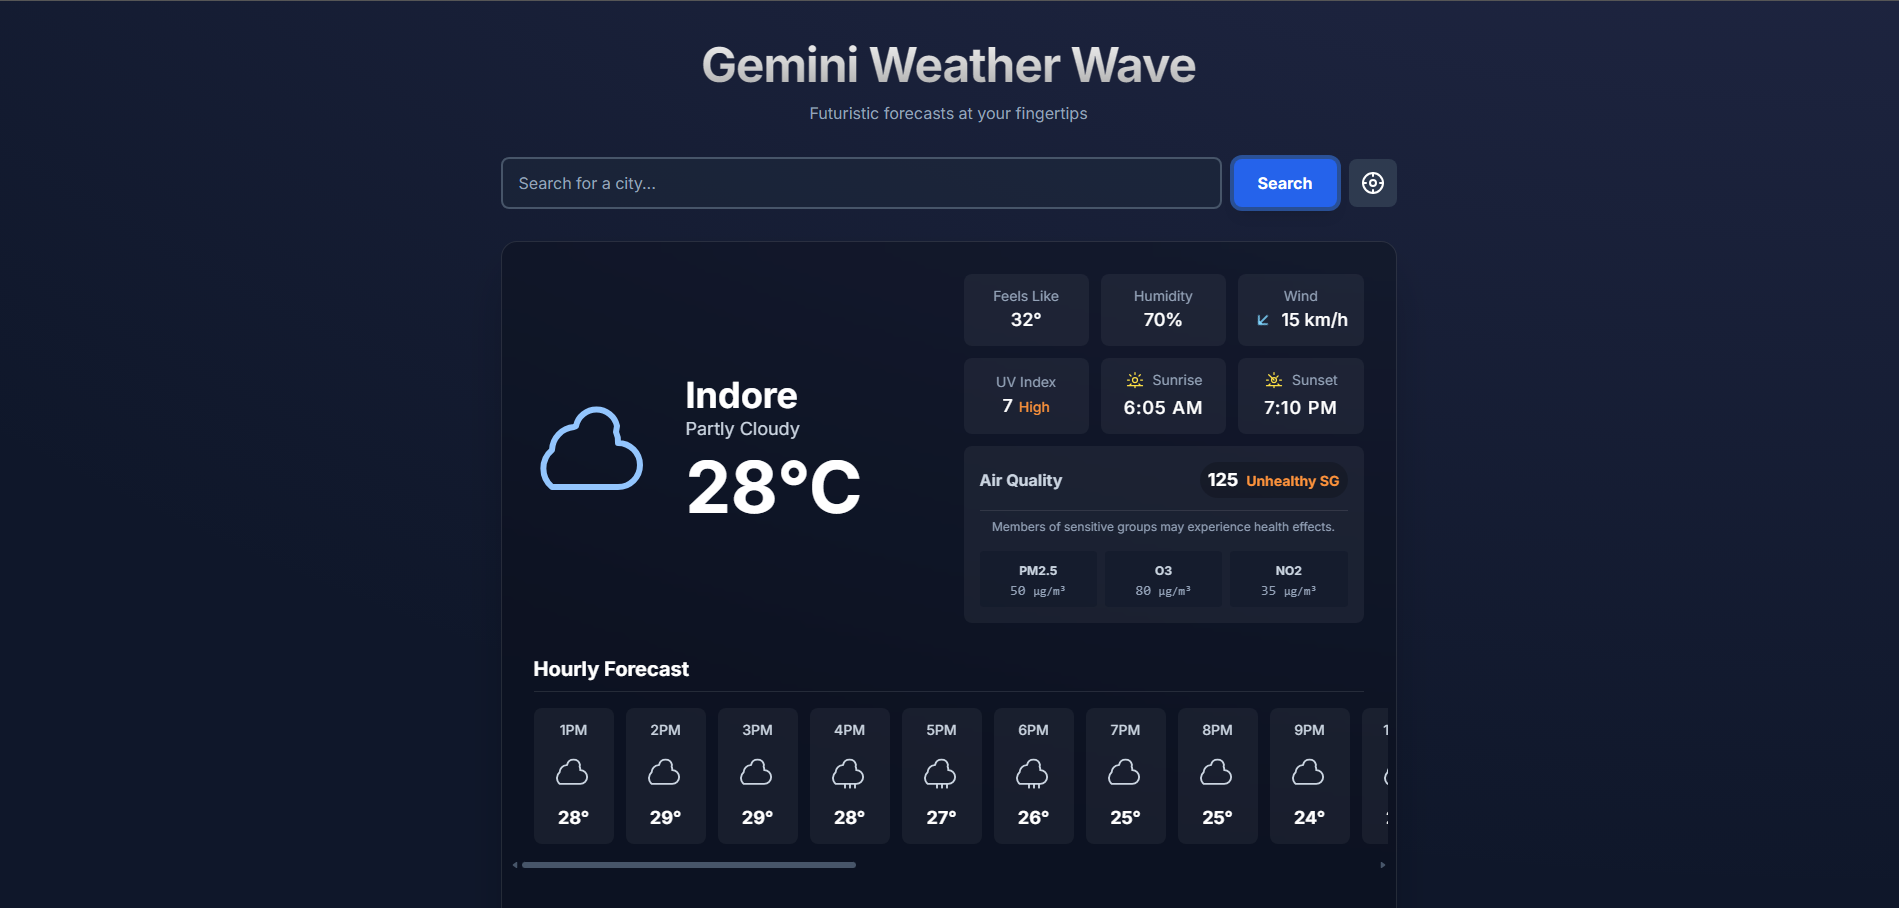 Gemini Weather Wave
Futuristic forecasts at your fingertips
Search for a city...
Search
Indore
Partly Cloudy
28°C
Feels Like
32°
Humidity
70%
Wind
15 km/h
UV Index
7 High
Sunrise
6:05 AM
Sunset
7:10 PM
Air Quality
125 Unhealthy SG
Members of sensitive groups may experience health effects.
PM2.5
50 µg/m³
O3
80 µg/m³
NO2
35 µg/m³
Hourly Forecast
1PM 2PM 3PM 4PM 5PM 6PM 7PM 8PM 9PM
28° 29° 29° 28° 27° 26° 25° 25° 24°